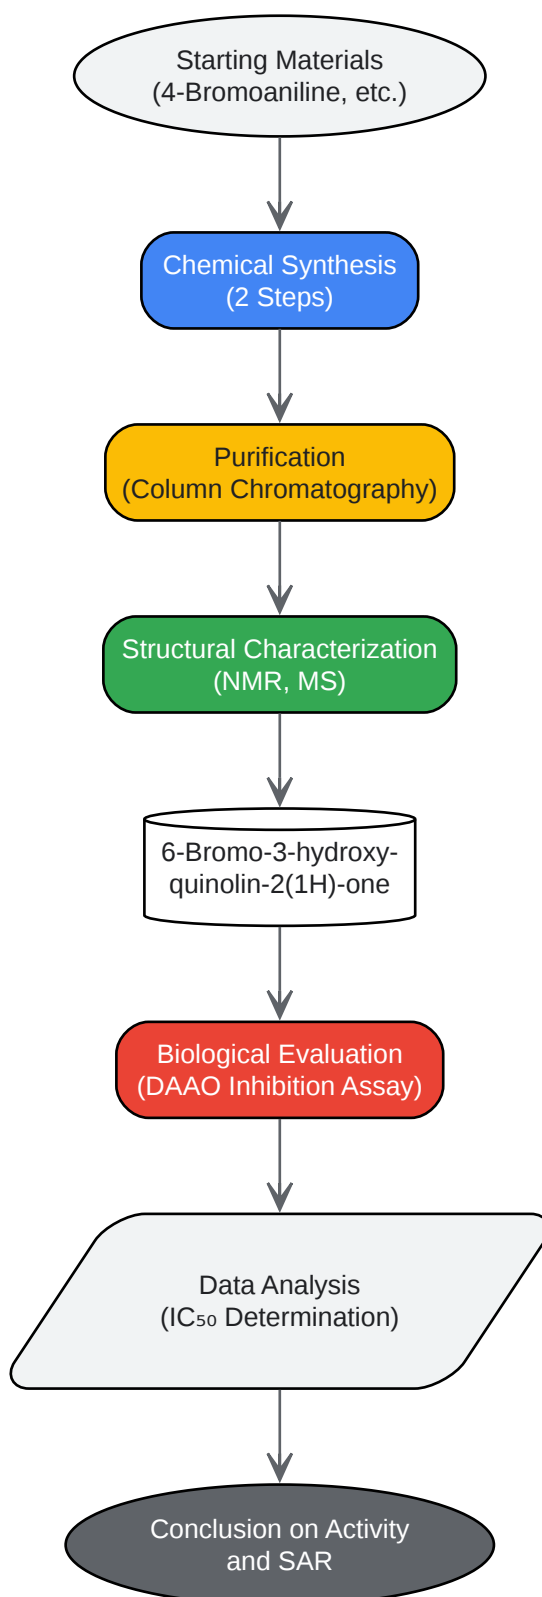 Starting Materials
(4-Bromoaniline, etc.)
Chemical Synthesis
(2 Steps)
Purification
(Column Chromatography)
Structural Characterization
(NMR, MS)
6-Bromo-3-hydroxy-
quinolin-2(1H)-one
Biological Evaluation
(DAAO Inhibition Assay)
Data Analysis
(IC₅₀ Determination)
Conclusion on Activity
and SAR